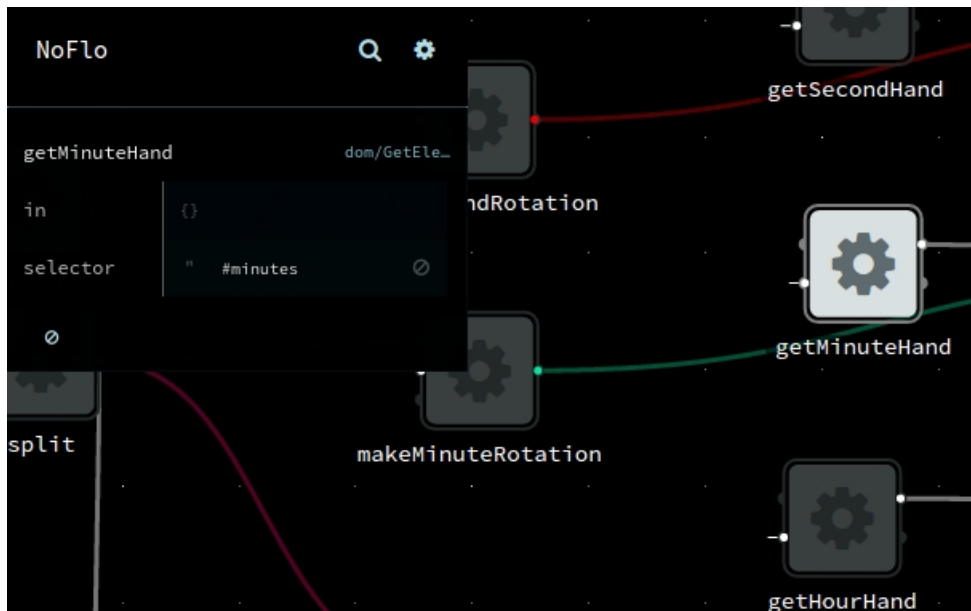 NoFlo
getSecondHand
getMinuteHand dom/GetEle…
in {}
ndRotation
selector " #minutes
getMinuteHand
split
makeMinuteRotation
getHourHand